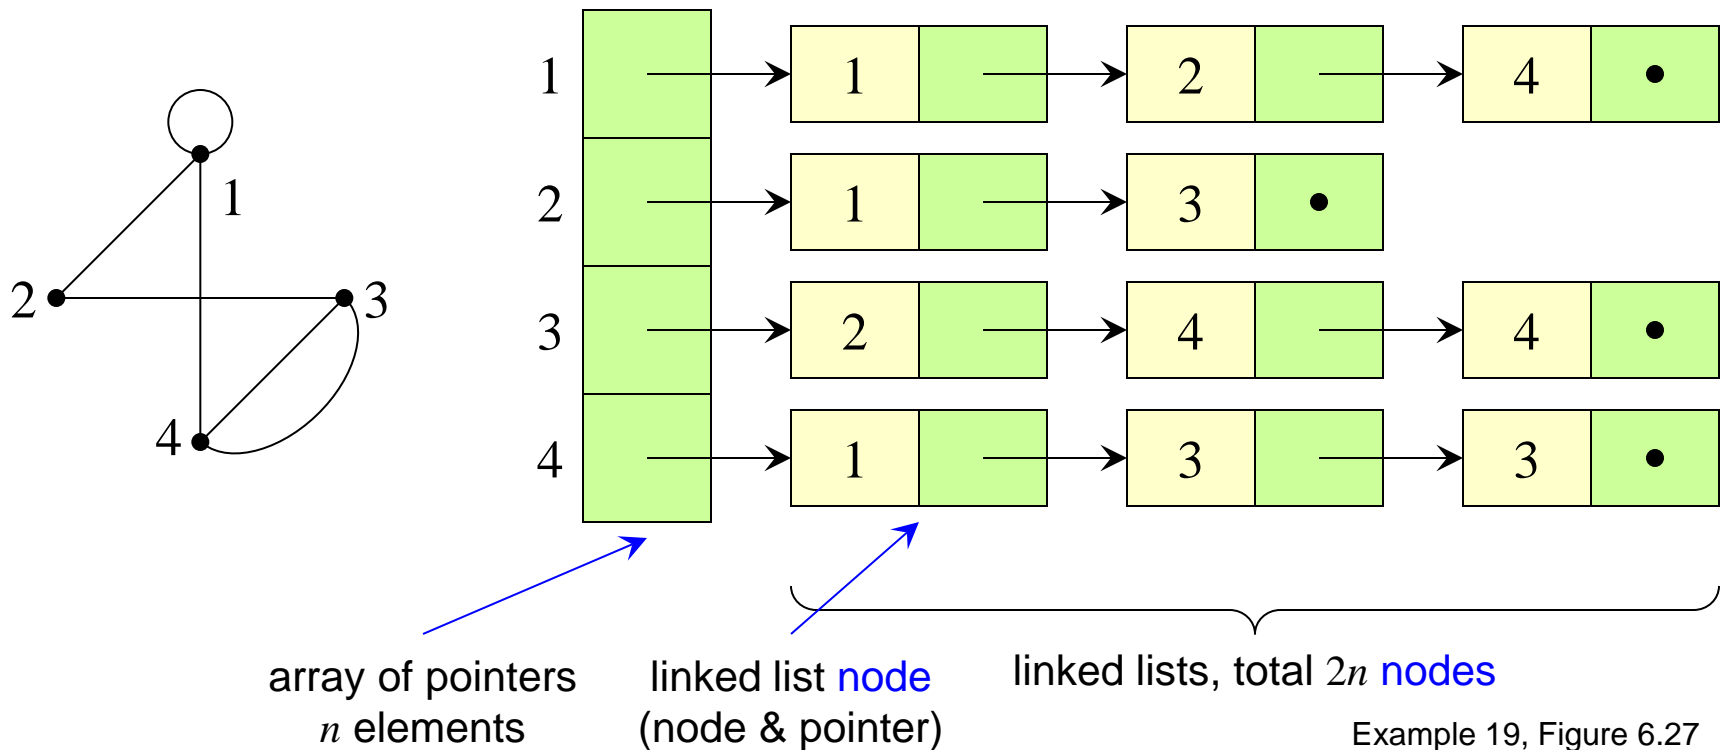 1
2
3
4
1 1 2 4
2 1 3
3 2 4 4
4 1 3 3
array of pointers
n elements
linked list node
(node & pointer)
linked lists, total 2n nodes
Example 19, Figure 6.27